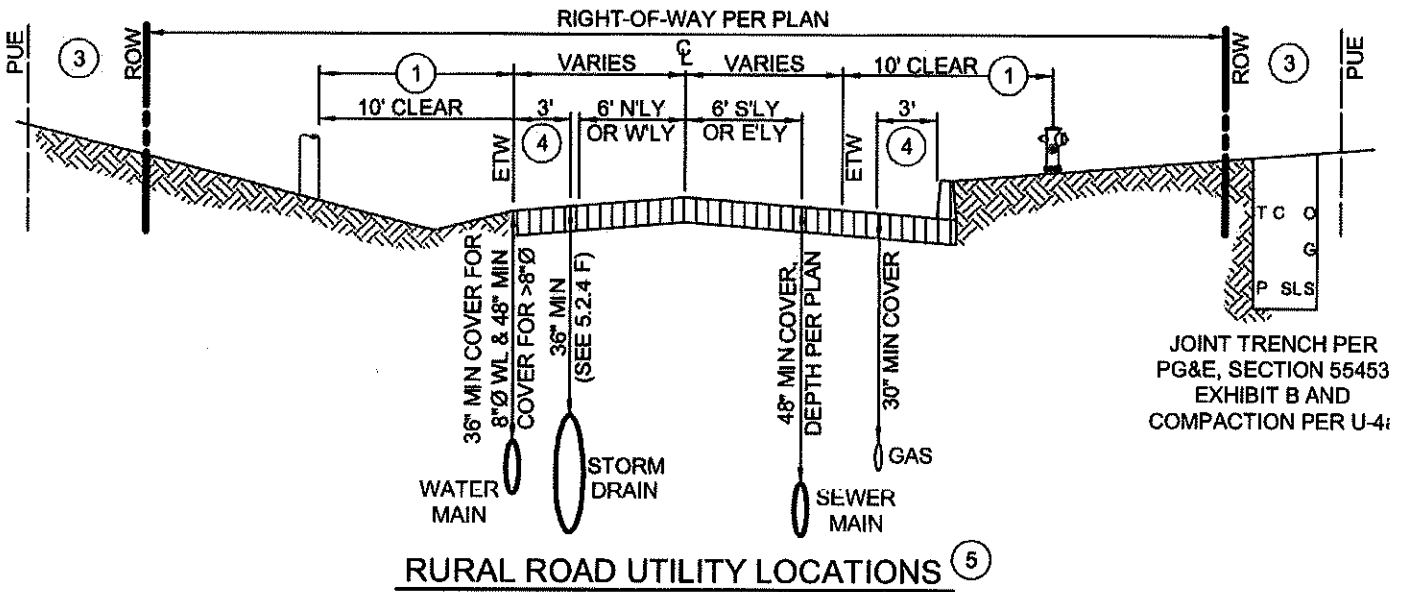 RIGHT-OF-WAY PER PLAN
PUE
3
ROW
℄
ROW
3
PUE
1
VARIES
VARIES
10' CLEAR
1
10' CLEAR
3'
6' N'LY
OR W'LY
6' S'LY
OR E'LY
3'
4
4
ETW
ETW
36" MIN COVER FOR
8"Ø WL & 48" MIN
COVER FOR >8"Ø
36" MIN
(SEE 5.2.4 F)
48" MIN COVER,
DEPTH PER PLAN
30" MIN COVER
T C O
G
P SLS
JOINT TRENCH PER
PG&E, SECTION 55453
EXHIBIT B AND
COMPACTION PER
WATER
MAIN
STORM
DRAIN
SEWER
MAIN
GAS
RURAL ROAD UTILITY LOCATIONS 5